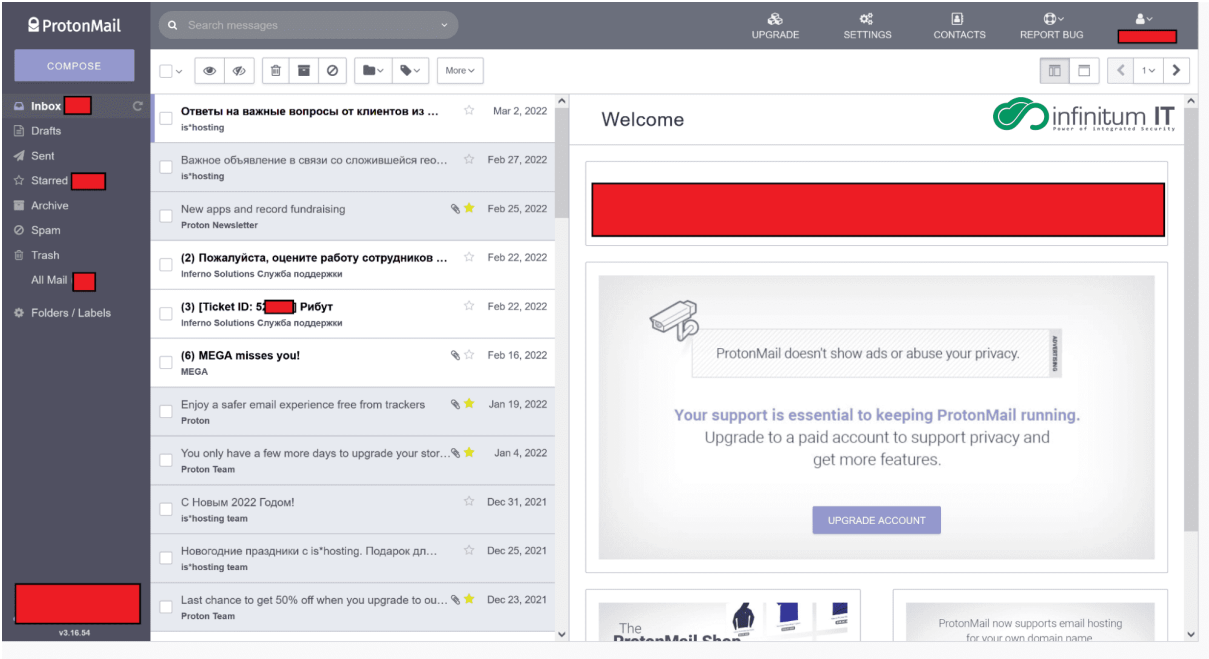 ProtonMail
Search messages
UPGRADE
SETTINGS
CONTACTS
REPORT BUG
COMPOSE
More
1
Inbox
Drafts
Sent
Starred
Archive
Spam
Trash
All Mail
Folders / Labels
v3.16.54
Ответы на важные вопросы от клиентов из ...
Mar 2, 2022
is*hosting
Важное объявление в связи со сложившейся гео...
Feb 27, 2022
is*hosting
New apps and record fundraising
Feb 25, 2022
Proton Newsletter
(2) Пожалуйста, оцените работу сотрудников ...
Feb 22, 2022
Inferno Solutions Служба поддержки
(3) [Ticket ID: 52 ] Рибут
Feb 22, 2022
Inferno Solutions Служба поддержки
(6) MEGA misses you!
Feb 16, 2022
MEGA
Enjoy a safer email experience free from trackers
Jan 19, 2022
Proton
You only have a few more days to upgrade your stor...
Jan 4, 2022
Proton Team
С Новым 2022 Годом!
Dec 31, 2021
is*hosting team
Новогодние праздники с is*hosting. Подарок дл...
Dec 25, 2021
is*hosting team
Last chance to get 50% off when you upgrade to ou...
Dec 23, 2021
Proton Team
Welcome
infinitum IT
Power of Integrated Security
ProtonMail doesn't show ads or abuse your privacy.
ADVERTISING
Your support is essential to keeping ProtonMail running.
Upgrade to a paid account to support privacy and
get more features.
UPGRADE ACCOUNT
The
ProtonMail Shop
ProtonMail now supports email hosting
for your own domain name